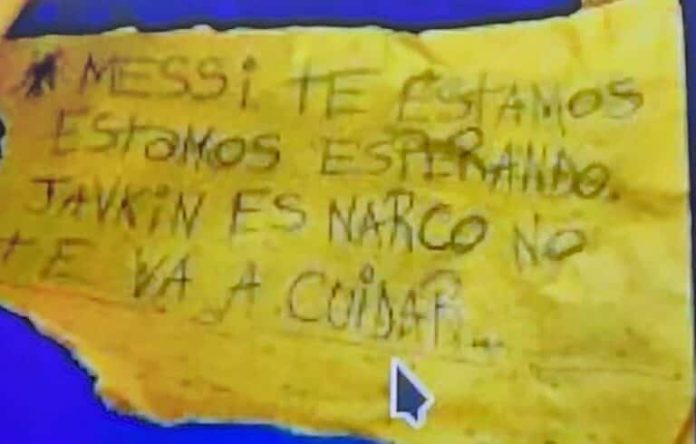 MESSi TE EStAMOS
EStaMOS ESPERANDO.
JAVKiN ES NARCO NO
tE VA A CUiDAR...